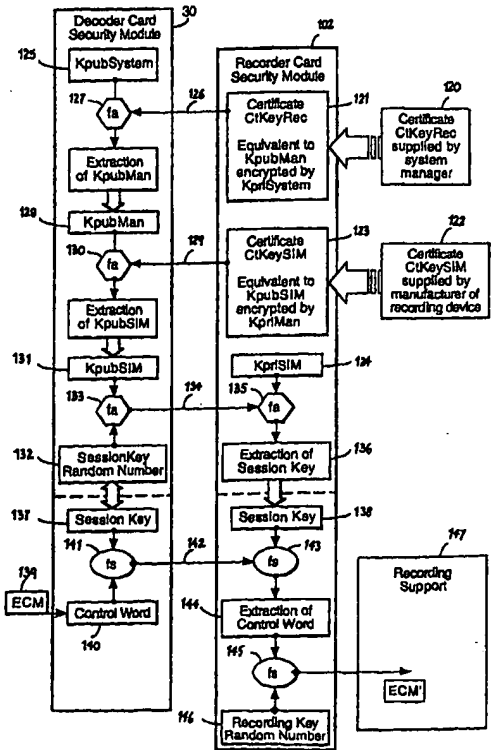 Decoder Card
Security Module
30
125
KpubSystem
127
fa
126
Extraction
of KpubMan
128
KpubMan
130
fa
129
Extraction
of KpubSIM
131
KpubSIM
133
fa
134
132
SessionKey
Random Number
137
Session Key
141
fs
142
139
ECM
Control Word
140
102
Recorder Card
Security Module
121
Certificate
CtKeyRec
Equivalent to
KpubMan
encrypted by
KpriSystem
123
Certificate
CtKeySIM
Equivalent to
KpubSIM
encrypted by
KpriMan
KpriSIM
124
135
fa
Extraction of
Session Key
136
Session Key
138
fs
143
144
Extraction of
Control Word
145
fs
146
Recording Key
Random Number
120
Certificate
CtKeyRec
supplied by
system
manager
122
Certificate
CtKeySIM
supplied by
manufacturer of
recording device
147
Recording
Support
ECM'